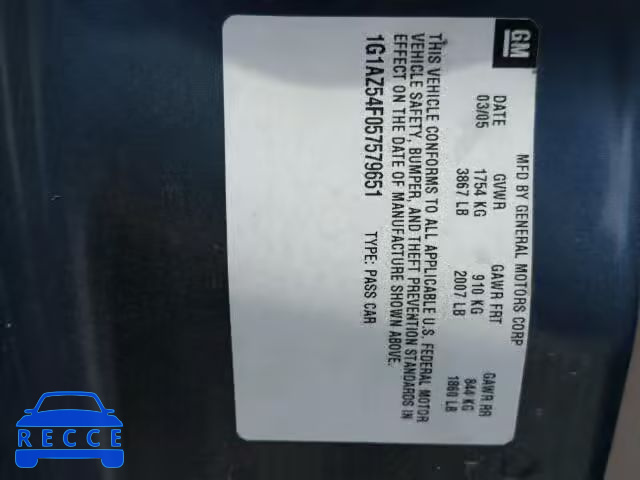 GM
MFD BY GENERAL MOTORS CORP
DATE GVWR GAWR FRT GAWR RR
03/05 1754 KG 910 KG 844 KG
3867 LB 2007 LB 1860 LB
THIS VEHICLE CONFORMS TO ALL APPLICABLE U.S. FEDERAL MOTOR
VEHICLE SAFETY, BUMPER, AND THEFT PREVENTION STANDARDS IN
EFFECT ON THE DATE OF MANUFACTURE SHOWN ABOVE.
1G1AZ54F057579651 TYPE: PASS CAR
RECCE